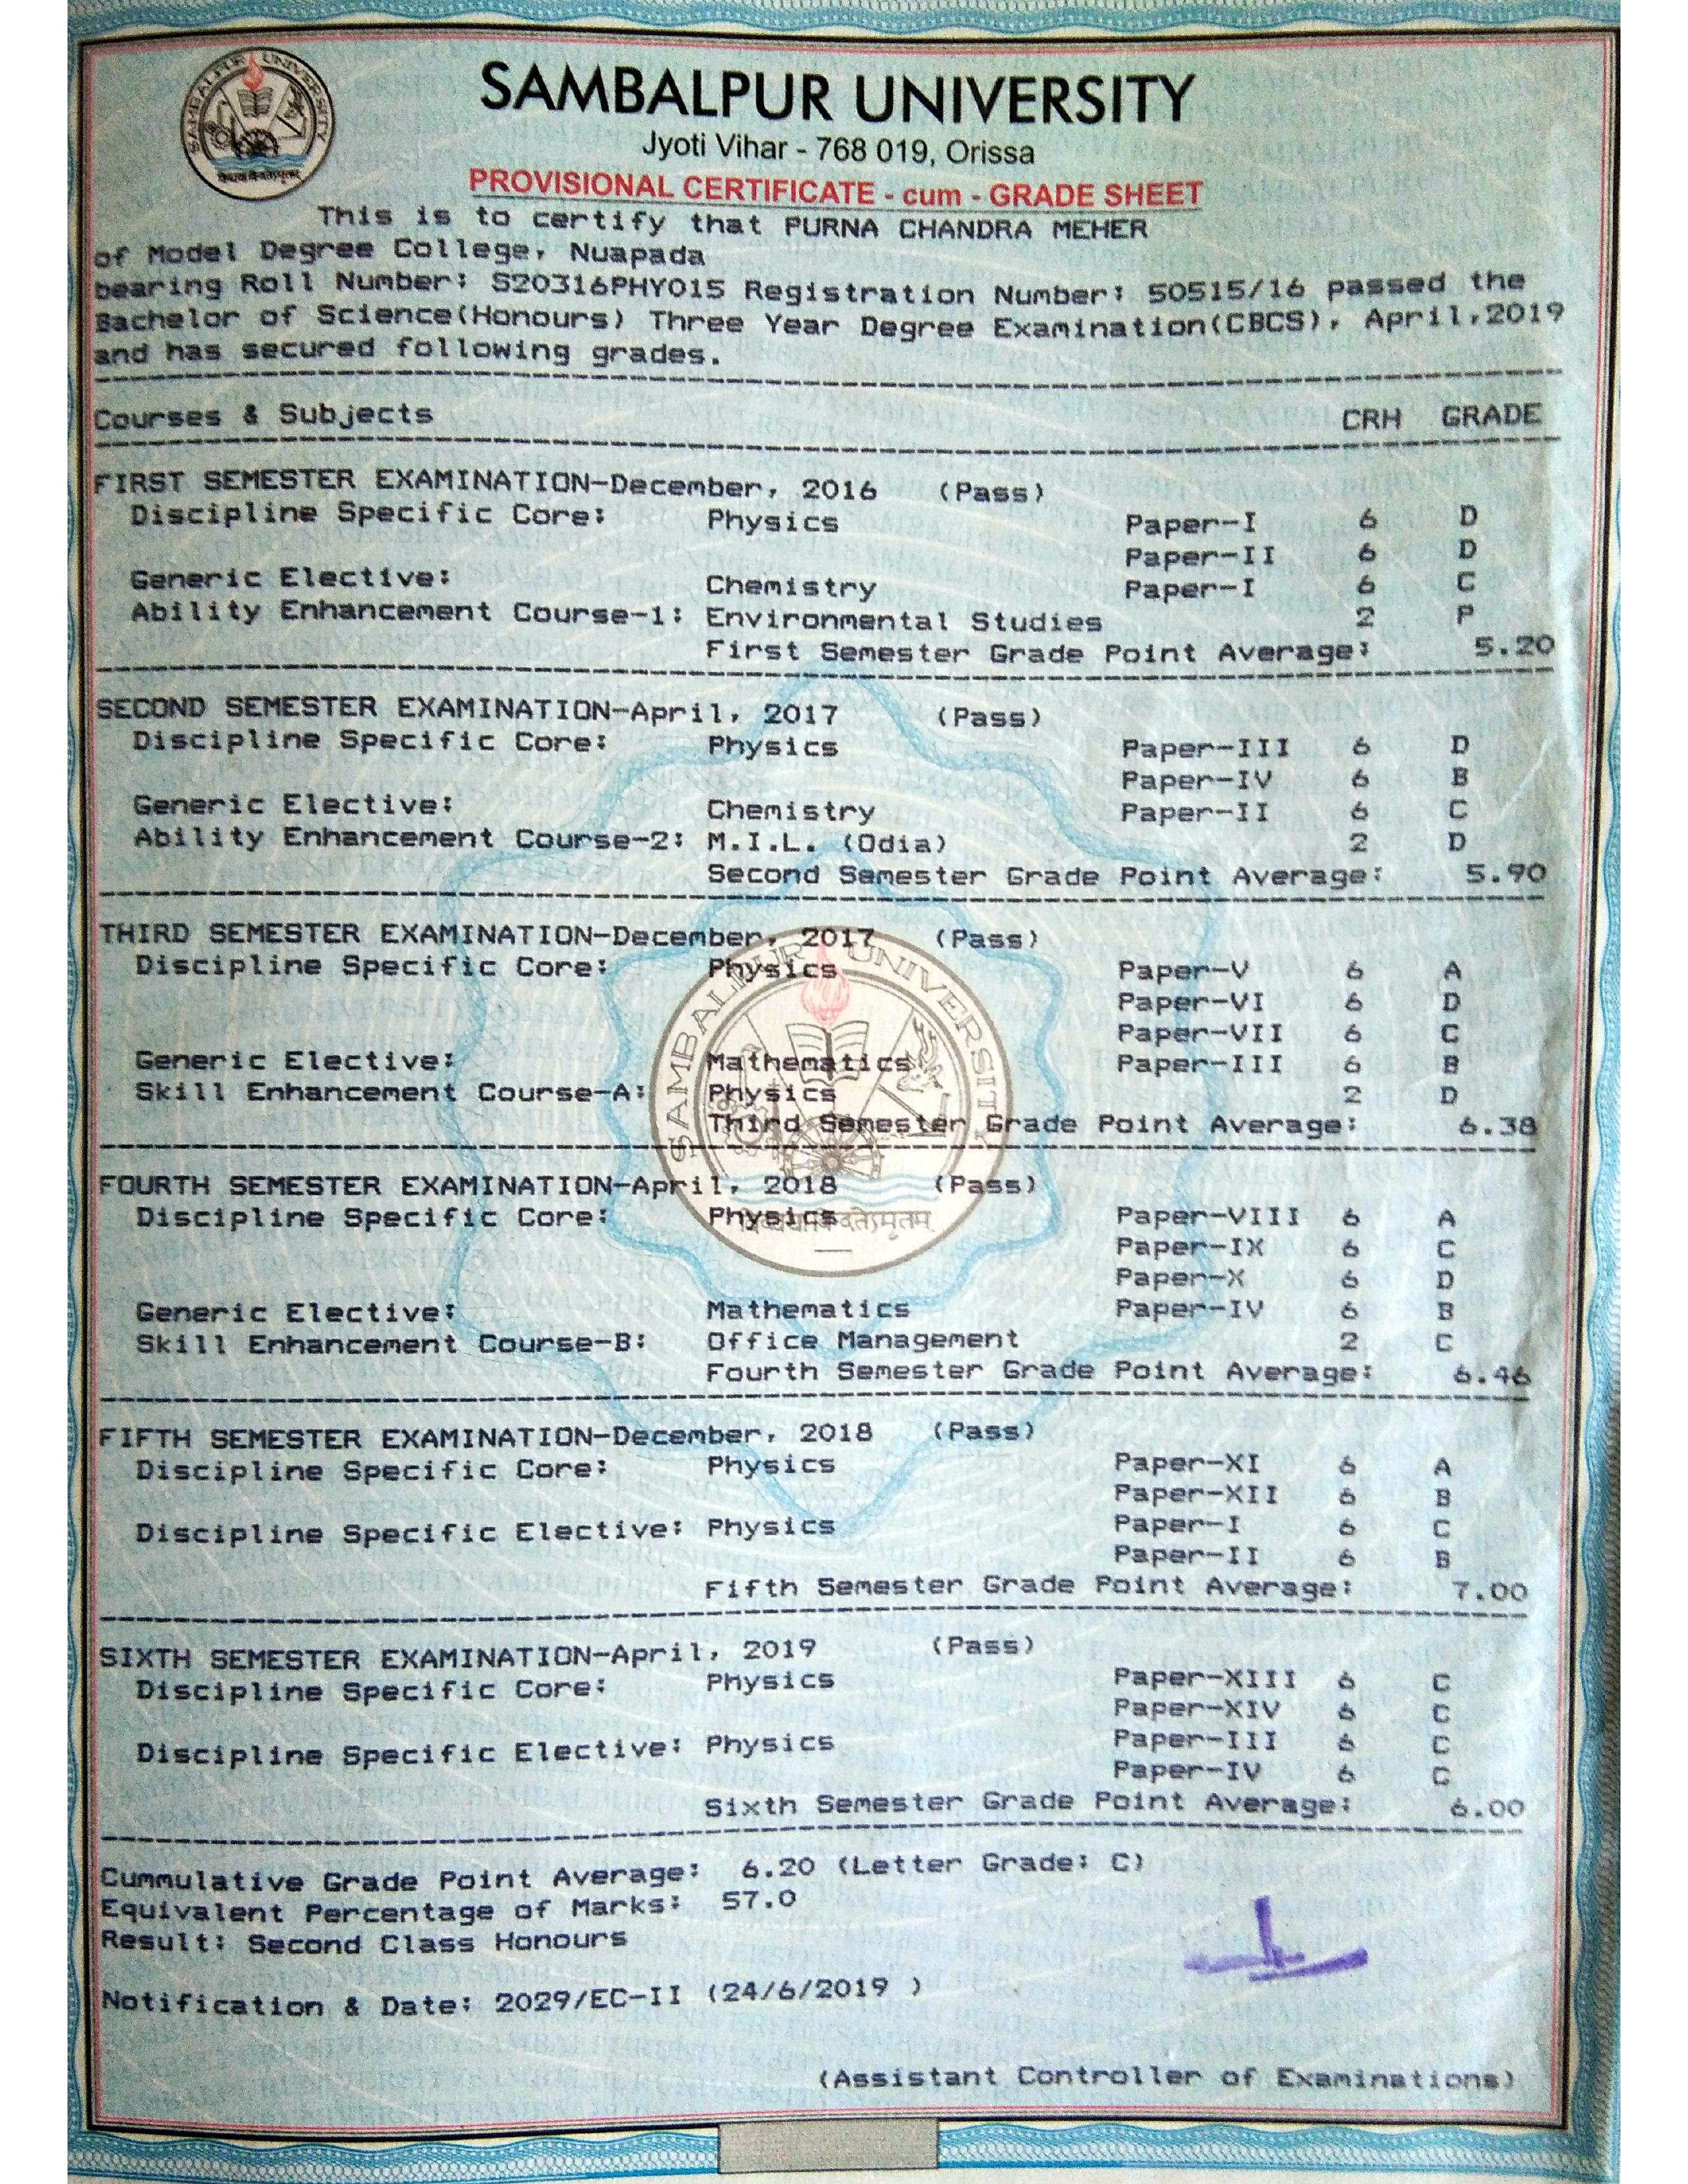 SAMBALPUR UNIVERSITY
SAMBALPUR UNIVERSITY
Jyoti Vihar - 768 019, Orissa
PROVISIONAL CERTIFICATE - cum - GRADE SHEET
This is to certify that PURNA CHANDRA MEHER
of Model Degree College, Nuapada
bearing Roll Number: S20316PHY015 Registration Number: 50515/16 passed the
Bachelor of Science(Honours) Three Year Degree Examination(CBCS), April,2019
and has secured following grades.
Courses & Subjects CRH GRADE
FIRST SEMESTER EXAMINATION-December, 2016 (Pass)
Discipline Specific Core: Physics Paper-I 6 D
Paper-II 6 D
Generic Elective: Chemistry Paper-I 6 C
Ability Enhancement Course-1: Environmental Studies 2 P
First Semester Grade Point Average: 5.20
SECOND SEMESTER EXAMINATION-April, 2017 (Pass)
Discipline Specific Core: Physics Paper-III 6 D
Paper-IV 6 B
Generic Elective: Chemistry Paper-II 6 C
Ability Enhancement Course-2: M.I.L. (Odia) 2 D
Second Semester Grade Point Average: 5.90
THIRD SEMESTER EXAMINATION-December, 2017 (Pass)
Discipline Specific Core: Physics Paper-V 6 A
Paper-VI 6 D
Paper-VII 6 C
Generic Elective: Mathematics Paper-III 6 B
Skill Enhancement Course-A: Physics 2 D
Third Semester Grade Point Average: 6.38
SAMBALPUR UNIVERSITY
FOURTH SEMESTER EXAMINATION-April, 2018 (Pass)
Discipline Specific Core: Physics Paper-VIII 6 A
Paper-IX 6 C
Paper-X 6 D
Generic Elective: Mathematics Paper-IV 6 B
Skill Enhancement Course-B: Office Management 2 C
Fourth Semester Grade Point Average: 6.46
FIFTH SEMESTER EXAMINATION-December, 2018 (Pass)
Discipline Specific Core: Physics Paper-XI 6 A
Paper-XII 6 B
Discipline Specific Elective: Physics Paper-I 6 C
Paper-II 6 B
Fifth Semester Grade Point Average: 7.00
SIXTH SEMESTER EXAMINATION-April, 2019 (Pass)
Discipline Specific Core: Physics Paper-XIII 6 C
Paper-XIV 6 C
Discipline Specific Elective: Physics Paper-III 6 C
Paper-IV 6 C
Sixth Semester Grade Point Average: 6.00
Cummulative Grade Point Average: 6.20 (Letter Grade: C)
Equivalent Percentage of Marks: 57.0
Result: Second Class Honours
Notification & Date: 2029/EC-II (24/6/2019 )
(Assistant Controller of Examinations)